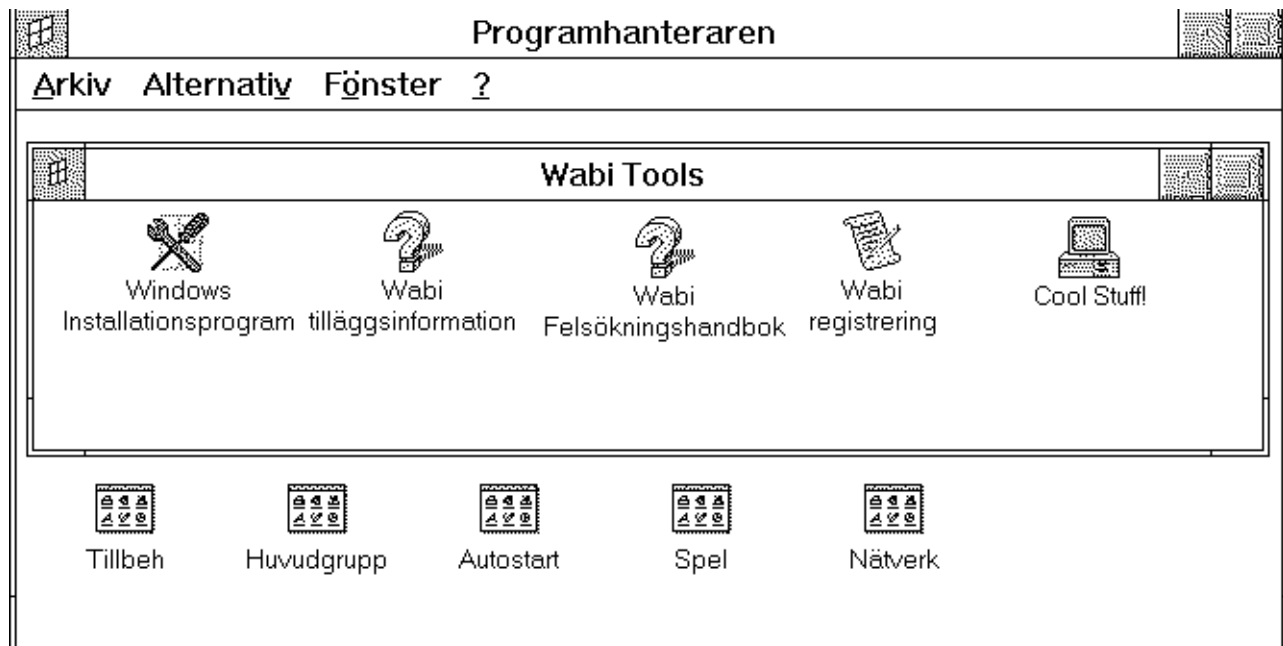 Programhanteraren
Arkiv Alternativ Fönster ?
Wabi Tools
Windows
Installationsprogram
Wabi
tilläggsinformation
Wabi
Felsökningshandbok
Wabi
registrering
Cool Stuff!
Tillbeh Huvudgrupp Autostart Spel Nätverk